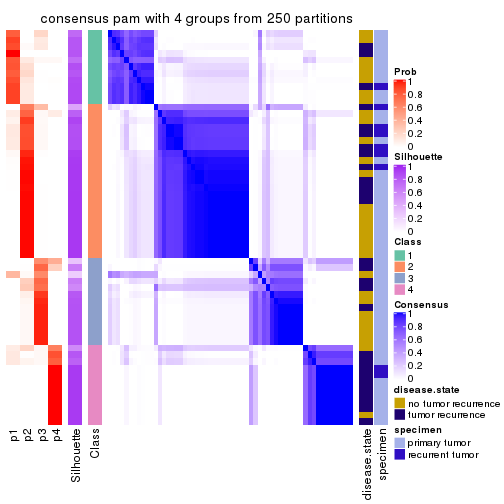 consensus pam with 4 groups from 250 partitions
Prob
1
0.8
0.6
0.4
0.2
0
Silhouette
1
0.8
0.6
0.4
0.2
0
Class
1
2
3
4
Consensus
1
0.8
0.6
0.4
0.2
0
disease.state
no tumor recurrence
tumor recurrence
specimen
primary tumor
recurrent tumor
p1
p2
p3
p4
Silhouette
Class
disease.state
specimen